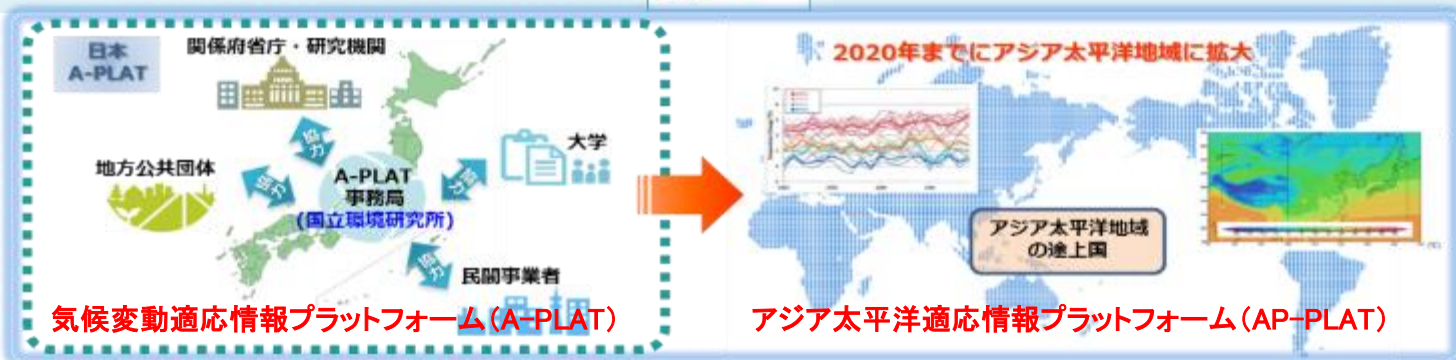 日本
A-PLAT
関係府省庁・研究機関
協力
大学
地方公共団体
協力
協力
A-PLAT
事務局
(国立環境研究所)
協力
民間事業者
気候変動適応情報プラットフォーム(A-PLAT)
2020年までにアジア太平洋地域に拡大
アジア太平洋地域
の途上国
アジア太平洋適応情報プラットフォーム(AP-PLAT)